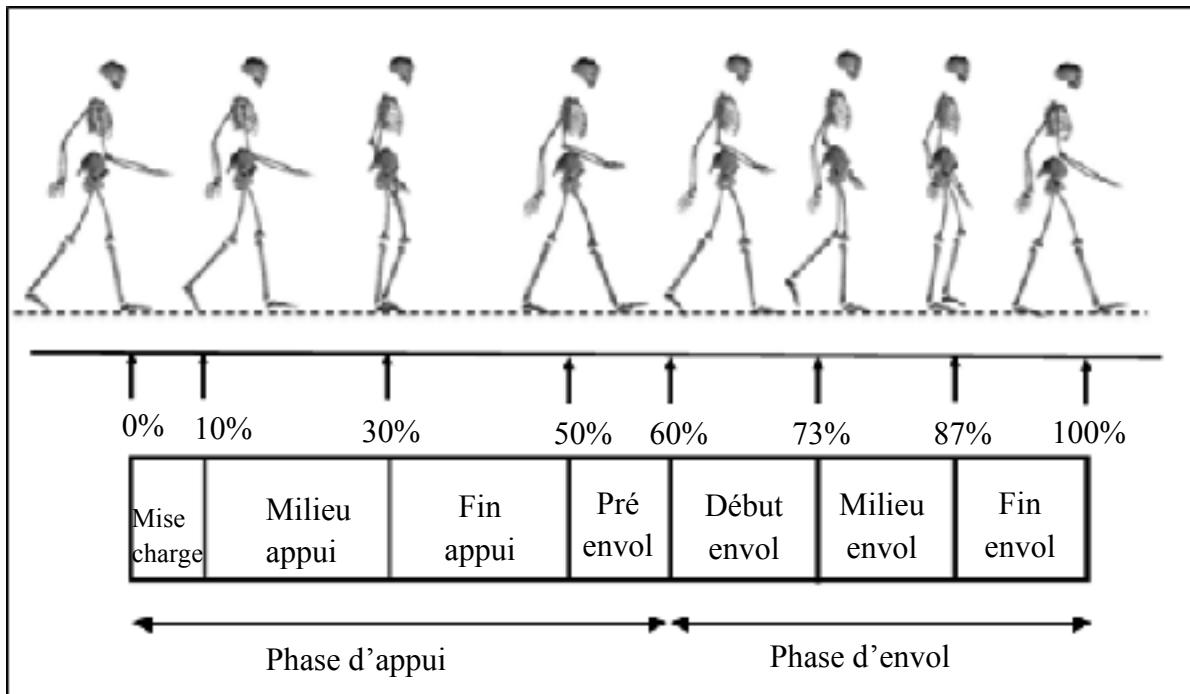 0% 10% 30% 50% 60% 73% 87% 100%
Mise
charge
Milieu
appui
Fin
appui
Pré
envol
Début
envol
Milieu
envol
Fin
envol
Phase d'appui
Phase d'envol